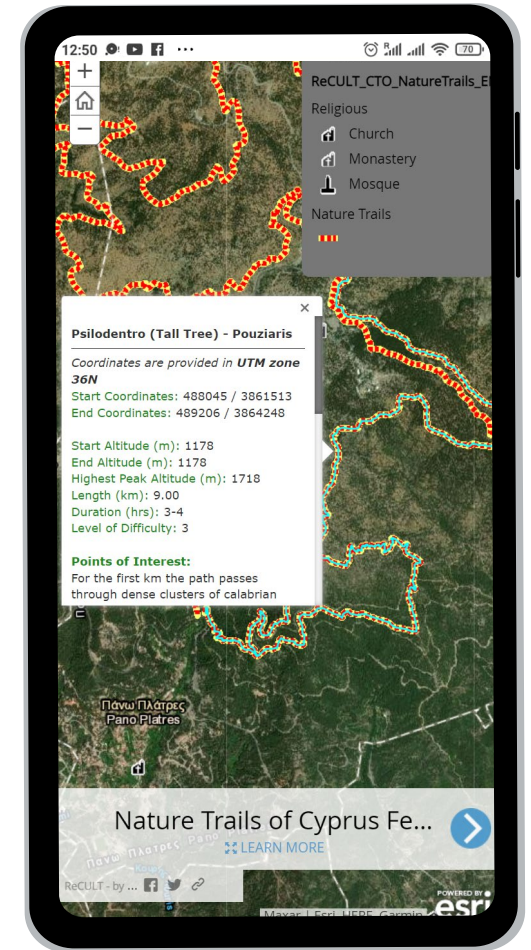 12:50
70
+
−
ReCULT_CTO_NatureTrails_E
Religious
Church
Monastery
Mosque
Nature Trails
×
Psilodentro (Tall Tree) - Pouziaris
Coordinates are provided in UTM zone
36N
Start Coordinates: 488045 / 3861513
End Coordinates: 489206 / 3864248
Start Altitude (m): 1178
End Altitude (m): 1178
Highest Peak Altitude (m): 1718
Length (km): 9.00
Duration (hrs): 3-4
Level of Difficulty: 3
Points of Interest:
For the first km the path passes
through dense clusters of calabrian
Πάνω Πλάτρες
Pano Platres
Nature Trails of Cyprus Fe...
LEARN MORE
ReCULT - by ...
POWERED BY
esri
Maxar | Esri, HERE, Garmin